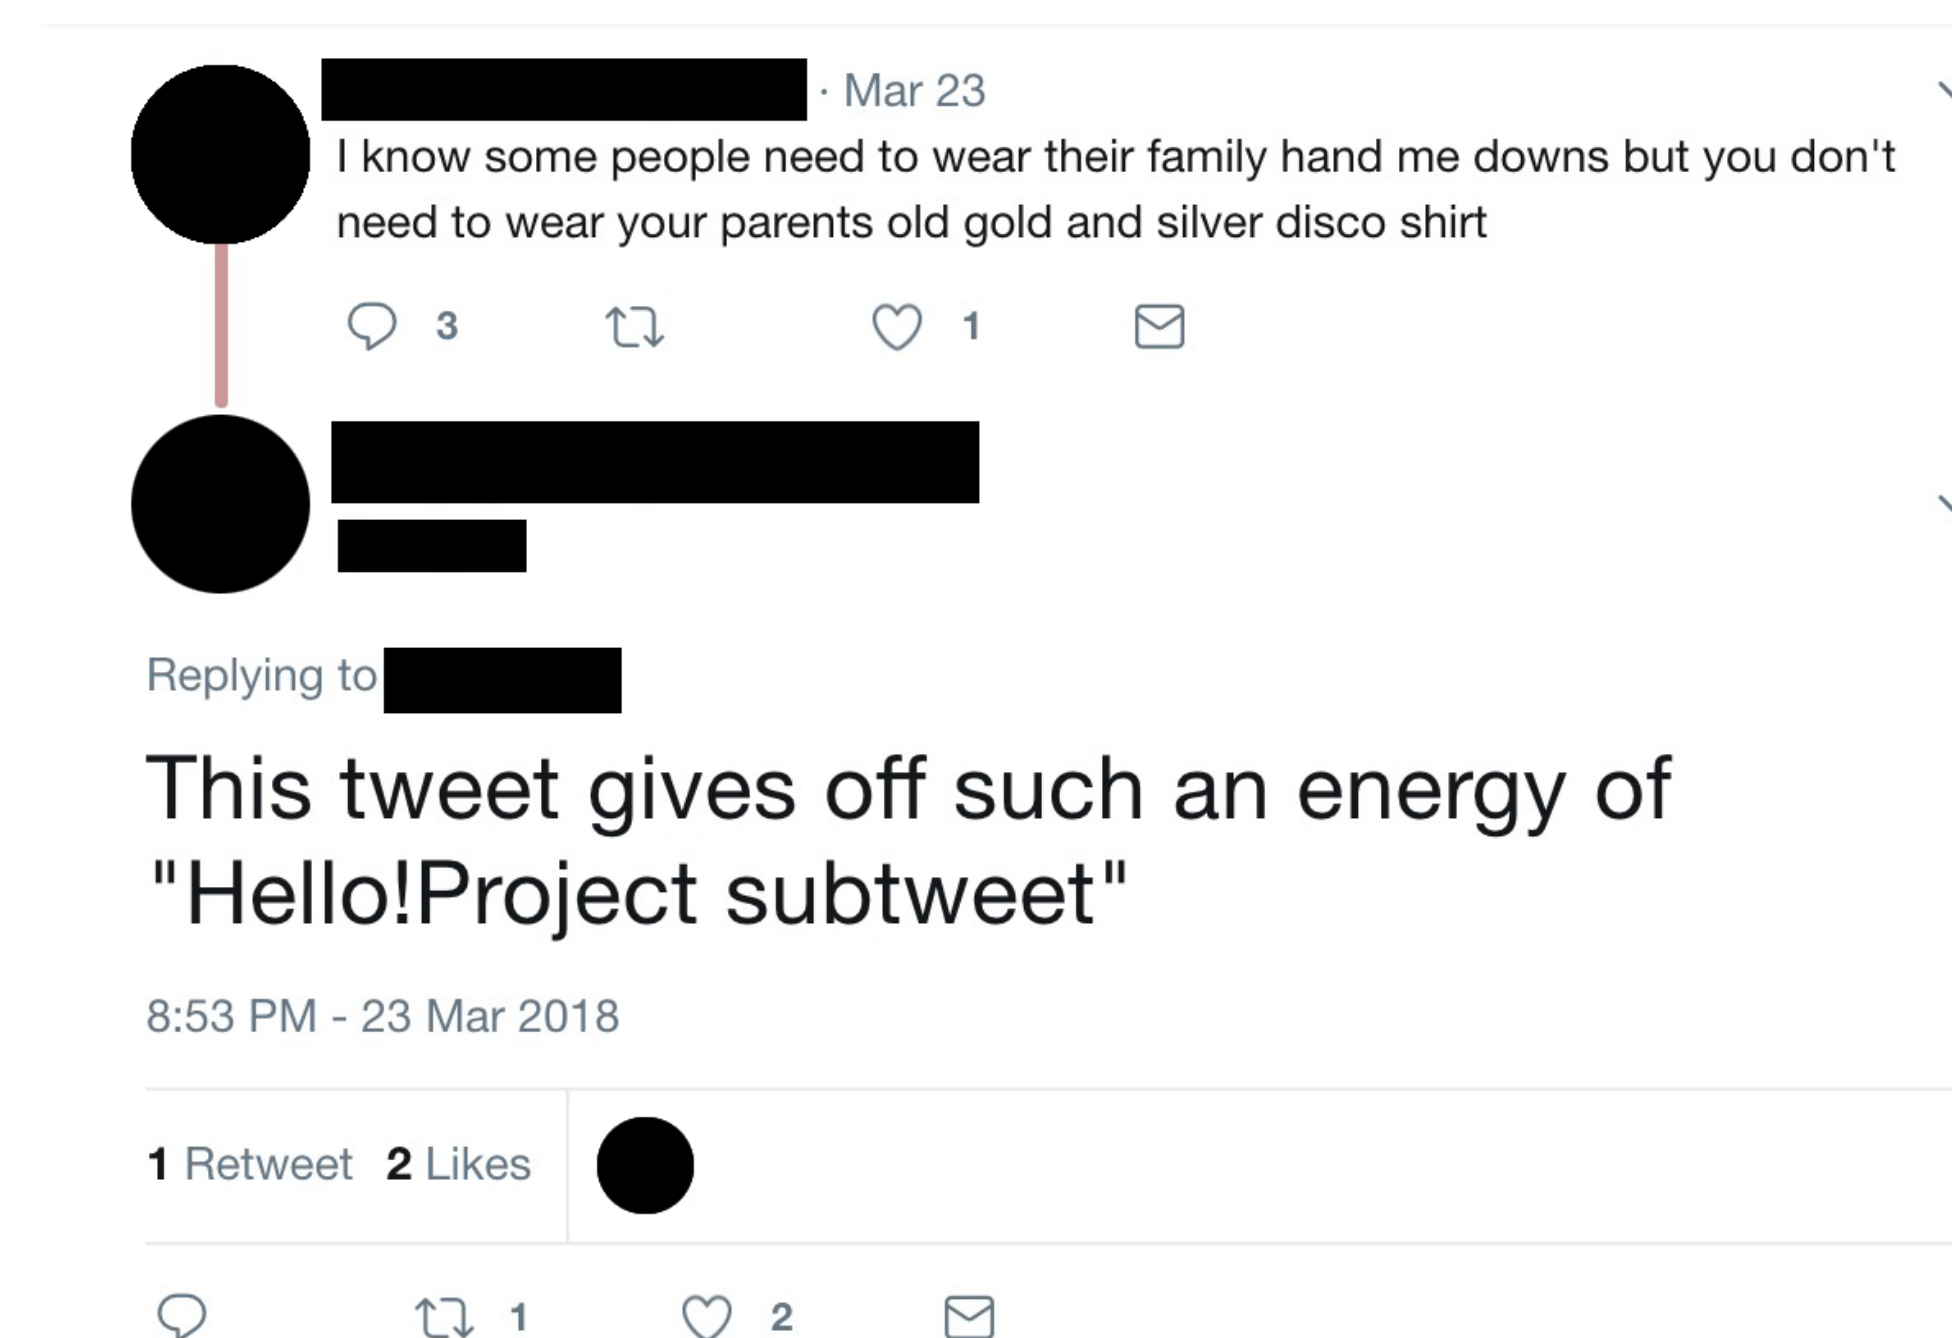 · Mar 23
I know some people need to wear their family hand me downs but you don't
need to wear your parents old gold and silver disco shirt
3 1
Replying to
This tweet gives off such an energy of
"Hello!Project subtweet"
8:53 PM - 23 Mar 2018
1 Retweet 2 Likes
1 2